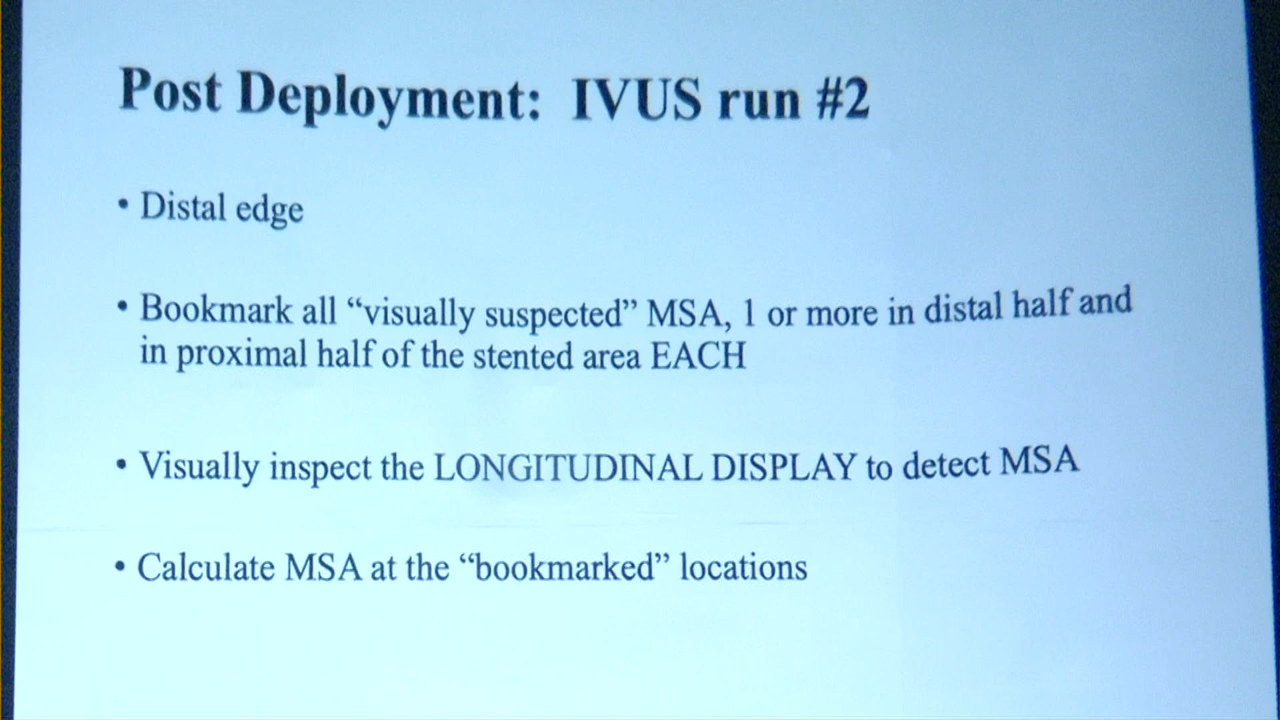 Post Deployment: IVUS run #2
• Distal edge
• Bookmark all “visually suspected” MSA, 1 or more in distal half and
in proximal half of the stented area EACH
• Visually inspect the LONGITUDINAL DISPLAY to detect MSA
• Calculate MSA at the “bookmarked” locations